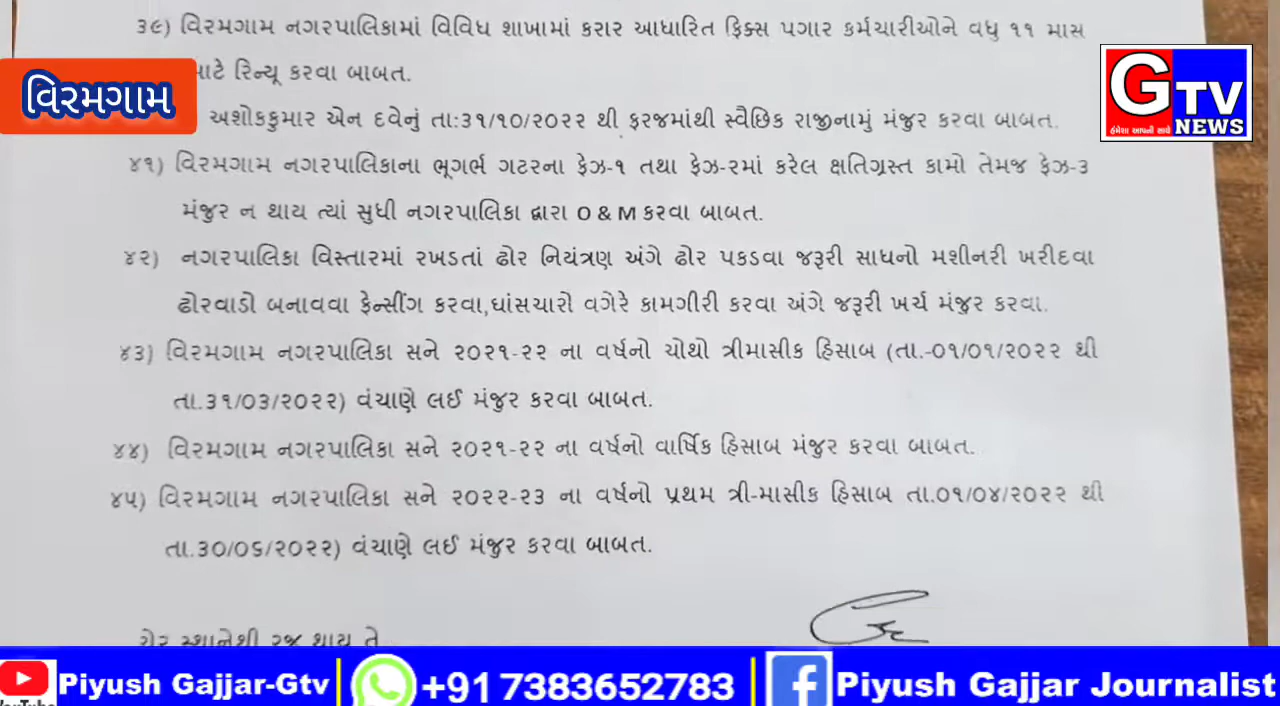 ૩૯) વિરમગામ નગરપાલિકામાં વિવિધ શાખામાં કરાર આધારિત ફિક્સ પગાર કર્મચારીઓને વધુ ૧૧ માસ
માટે રિન્યૂ કરવા બાબત.
વિરમગામ
GTV NEWS
હંમેશા આપની સાથે
અશોકકુમાર એન દવેનું તા:૩૧/૧૦/૨૦૨૨ થી ફરજમાંથી સ્વૈછિક રાજીનામું મંજુર કરવા બાબત.
૪૧) વિરમગામ નગરપાલિકાના ભૂગર્ભ ગટરના ફેઝ-૧ તથા ફેઝ-૨માં કરેલ ક્ષતિગ્રસ્ત કામો તેમજ ફેઝ-૩
મંજુર ન થાય ત્યાં સુધી નગરપાલિકા દ્વારા O & M કરવા બાબત.
૪૨) નગરપાલિકા વિસ્તારમાં રખડતાં ઢોર નિયંત્રણ અંગે ઢોર પકડવા જરૂરી સાધનો મશીનરી ખરીદવા
ઢોરવાડો બનાવવા ફેન્સીંગ કરવા,ઘાંસચારો વગેરે કામગીરી કરવા અંગે જરૂરી ખર્ચ મંજુર કરવા.
૪૩) વિરમગામ નગરપાલિકા સને ૨૦૨૧-૨૨ ના વર્ષનો ચોથો ત્રીમાસીક હિસાબ (તા.-૦૧/૦૧/૨૦૨૨ થી
તા.૩૧/૦૩/૨૦૨૨) વંચાણે લઈ મંજુર કરવા બાબત.
૪૪) વિરમગામ નગરપાલિકા સને ૨૦૨૧-૨૨ ના વર્ષનો વાર્ષિક હિસાબ મંજુર કરવા બાબત.
૪૫) વિરમગામ નગરપાલિકા સને ૨૦૨૨-૨૩ ના વર્ષનો પ્રથમ ત્રી-માસીક હિસાબ તા.૦૧/૦૪/૨૦૨૨ થી
તા.૩૦/૦૬/૨૦૨૨) વંચાણે લઈ મંજુર કરવા બાબત.
સ્થાનેથી રજુ થાય તે
Piyush Gajjar-Gtv
+91 7383652783
Piyush Gajjar Journalist
YouTube